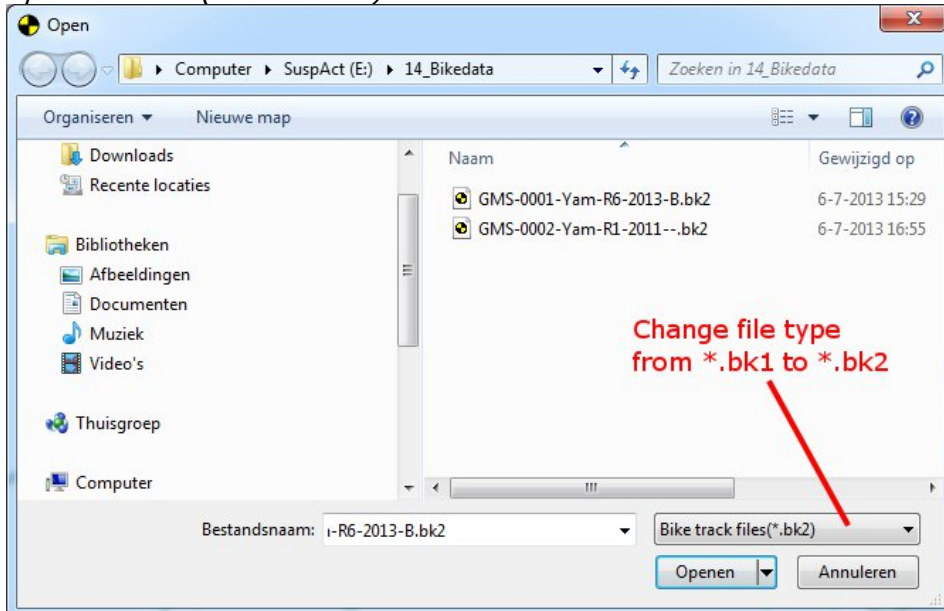 Open
Computer ▸ SuspAct (E:) ▸ 14_Bikedata
Zoeken in 14_Bikedata
Organiseren
Nieuwe map
Downloads
Recente locaties
Bibliotheken
Afbeeldingen
Documenten
Muziek
Video's
Thuisgroep
Computer
Naam
Gewijzigd op
GMS-0001-Yam-R6-2013-B.bk2
6-7-2013 15:29
GMS-0002-Yam-R1-2011--.bk2
6-7-2013 16:55
Change file type
from *.bk1 to *.bk2
Bestandsnaam:
-R6-2013-B.bk2
Bike track files(*.bk2)
Openen
Annuleren